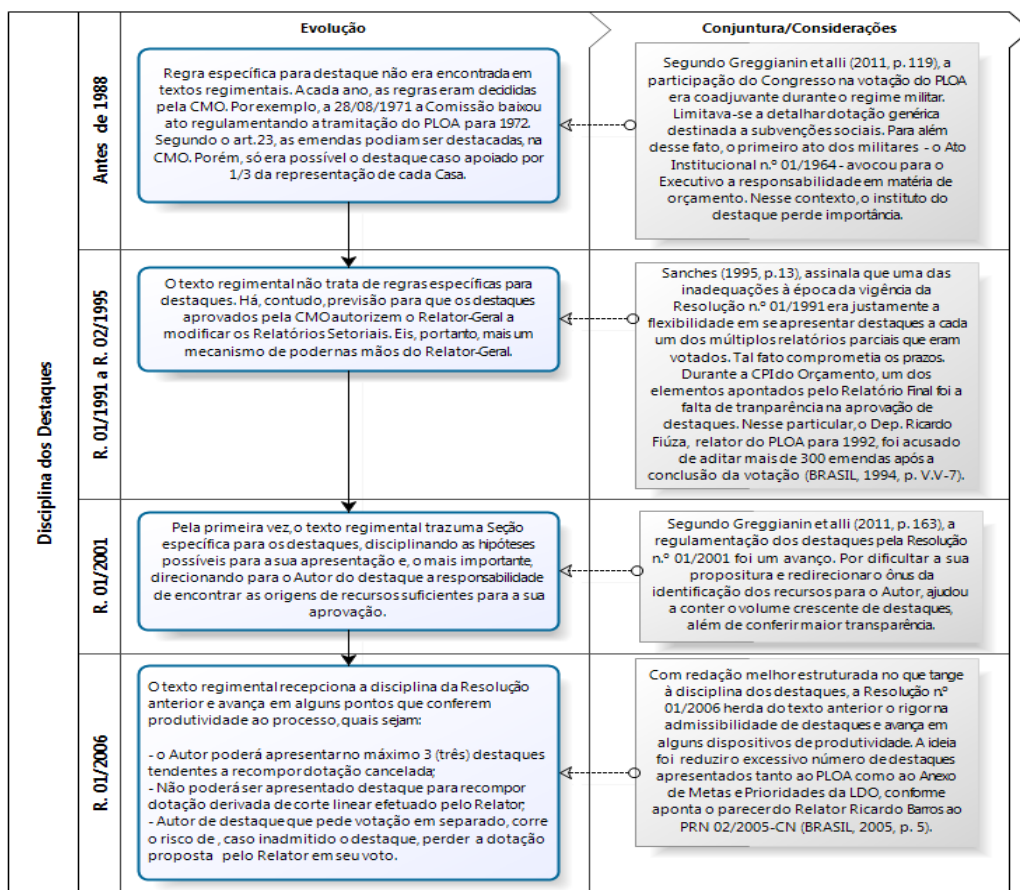 Evolução
Conjuntura/Considerações
Disciplina dos Destaques
Antes de 1988
Regra específica para destaque não era encontrada em
textos regimentais. A cada ano, as regras eram decididas
pela CMO. Por exemplo, a 28/08/1971 a Comissão baixou
ato regulamentando a tramitação do PLOA para 1972.
Segundo o art.23, as emendas podiam ser destacadas, na
CMO. Porém, só era possível o destaque caso apoiado por
1/3 da representação de cada Casa.
Segundo Greggianin et alli (2011, p. 119), a
participação do Congresso na votação do PLOA
era coadjuvante durante o regime militar.
Limitava-se a detalhar dotação genérica
destinada a subvenções sociais. Para além
desse fato, o primeiro ato dos militares - o Ato
Institucional n.º 01/1964 - avocou para o
Executivo a responsabilidade em matéria de
orçamento. Nesse contexto, o instituto do
destaque perde importância.
R. 01/1991 a R. 02/1995
O texto regimental não trata de regras específicas para
destaques. Há, contudo, previsão para que os destaques
aprovados pela CMO autorizem o Relator-Geral a
modificar os Relatórios Setoriais. Eis, portanto, mais um
mecanismo de poder nas mãos do Relator-Geral.
Sanches (1995, p.13), assinala que uma das
inadequações à época da vigência da
Resolução n.º 01/1991 era justamente a
flexibilidade em se apresentar destaques a cada
um dos múltiplos relatórios parciais que eram
votados. Tal fato comprometia os prazos.
Durante a CPI do Orçamento, um dos
elementos apontados pelo Relatório Final foi a
falta de tranparência na aprovação de
destaques. Nesse particular, o Dep. Ricardo
Fiúza, relator do PLOA para 1992, foi acusado
de aditar mais de 300 emendas após a
conclusão da votação (BRASIL, 1994, p. V.V-7).
R. 01/2001
Pela primeira vez, o texto regimental traz uma Seção
específica para os destaques, disciplinando as hipóteses
possíveis para a sua apresentação e, o mais importante,
direcionando para o Autor do destaque a responsabilidade
de encontrar as origens de recursos suficientes para a sua
aprovação.
Segundo Greggianin et alli (2011, p. 163), a
regulamentação dos destaques pela Resolução
n.º 01/2001 foi um avanço. Por dificultar a sua
propositura e redirecionar o ônus da
identificação dos recursos para o Autor, ajudou
a conter o volume crescente de destaques,
além de conferir maior transparência.
R. 01/2006
O texto regimental recepciona a disciplina da Resolução
anterior e avança em alguns pontos que conferem
produtividade ao processo, quais sejam:
- o Autor poderá apresentar no máximo 3 (três) destaques
tendentes a recompor dotação cancelada;
- Não poderá ser apresentado destaque para recompor
dotação derivada de corte linear efetuado pelo Relator;
- Autor de destaque que pede votação em separado, corre
o risco de , caso inadmitido o destaque, perder a dotação
proposta pelo Relator em seu voto.
Com redação melhor estruturada no que tange
à disciplina dos destaques, a Resolução nº
01/2006 herda do texto anterior o rigor na
admissibilidade de destaques e avança em
alguns dispositivos de produtividade. A ideia
foi reduzir o excessivo número de destaques
apresentados tanto ao PLOA como ao Anexo
de Metas e Prioridades da LDO, conforme
aponta o parecer do Relator Ricardo Barros ao
PRN 02/2005-CN (BRASIL, 2005, p. 5).